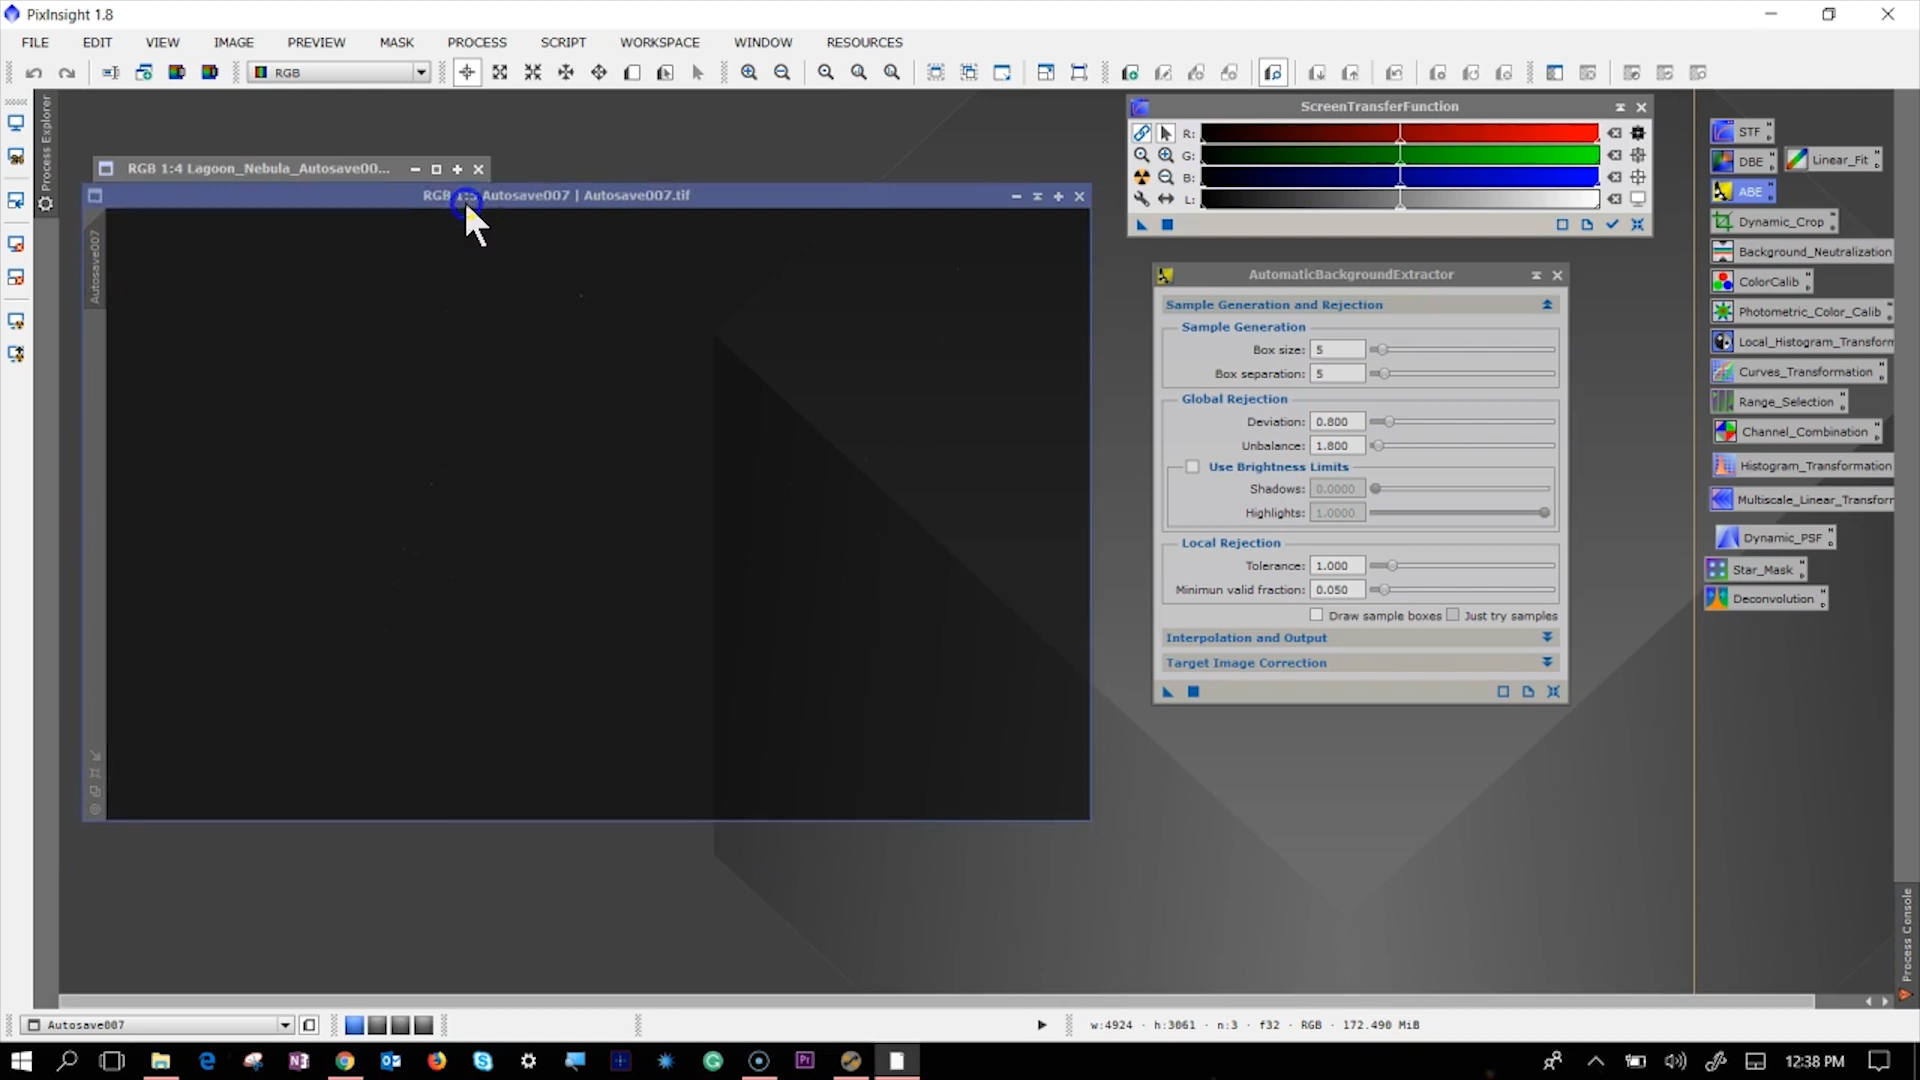 PixInsight 1.8
FILE EDIT VIEW IMAGE PREVIEW MASK PROCESS SCRIPT WORKSPACE WINDOW RESOURCES
RGB
Process Explorer
RGB 1:4 Lagoon_Nebula_Autosave00...
RGB Autosave007 | Autosave007.tif
Autosave007
ScreenTransferFunction
R:
G:
B:
L:
AutomaticBackgroundExtractor
Sample Generation and Rejection
Sample Generation
Box size: 5
Box separation: 5
Global Rejection
Deviation: 0.800
Unbalance: 1.800
Use Brightness Limits
Shadows: 0.0000
Highlights: 1.0000
Local Rejection
Tolerance: 1.000
Minimun valid fraction: 0.050
Draw sample boxes Just try samples
Interpolation and Output
Target Image Correction
STF
DBE Linear_Fit
ABE
Dynamic_Crop
Background_Neutralization
ColorCalib
Photometric_Color_Calib
Local_Histogram_Transform
Curves_Transformation
Range_Selection
Channel_Combination
Histogram_Transformation
Multiscale_Linear_Transform
Dynamic_PSF
Star_Mask
Deconvolution
Process Console
Autosave007
w:4924 · h:3061 · n:3 · f32 · RGB · 172.490 MiB
12:38 PM